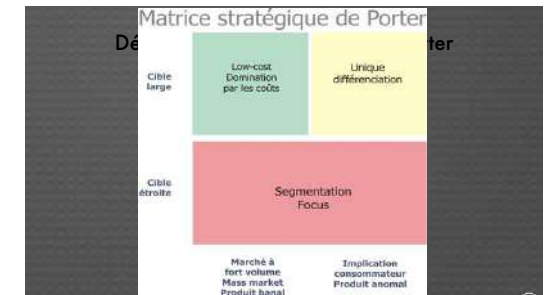 Matrice stratégique de Porter
Dé ter
Cible
large
Low-cost
Domination
par les coûts
Unique
différenciation
Cible
étroite
Segmentation
Focus
Marché à
fort volume
Mass market
Produit banal
Implication
consommateur
Produit anomal